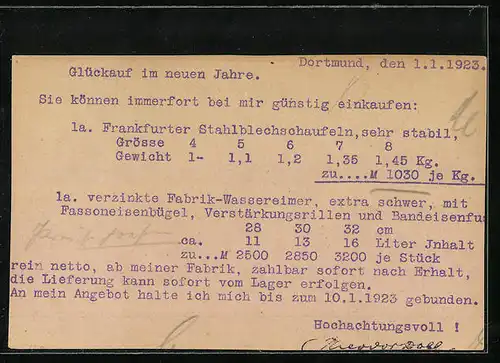 Dortmund, den 1.1.1923.
Glückauf im neuen Jahre.
Sie können immerfort bei mir günstig einkaufen:
1a. Frankfurter Stahlblechschaufeln, sehr stabil,
Grösse 4 5 6 7 8
Gewicht 1- 1,1 1,2 1,35 1,45 Kg.
zu....M 1030 je Kg.
1a. verzinkte Fabrik-Wassereimer, extra schwer, mit
Fassoneisenbügel, Verstärkungsrillen und Bandeisenfus
28 30 32 cm
ca. 11 13 16 Liter Jnhalt
zu...M 2500 2850 3200 je Stück
rein netto, ab meiner Fabrik, zahlbar sofort nach Erhalt,
die Lieferung kann sofort vom Lager erfolgen.
An mein Angebot halte ich mich bis zum 10.1.1923 gebunden.
Hochachtungsvoll !